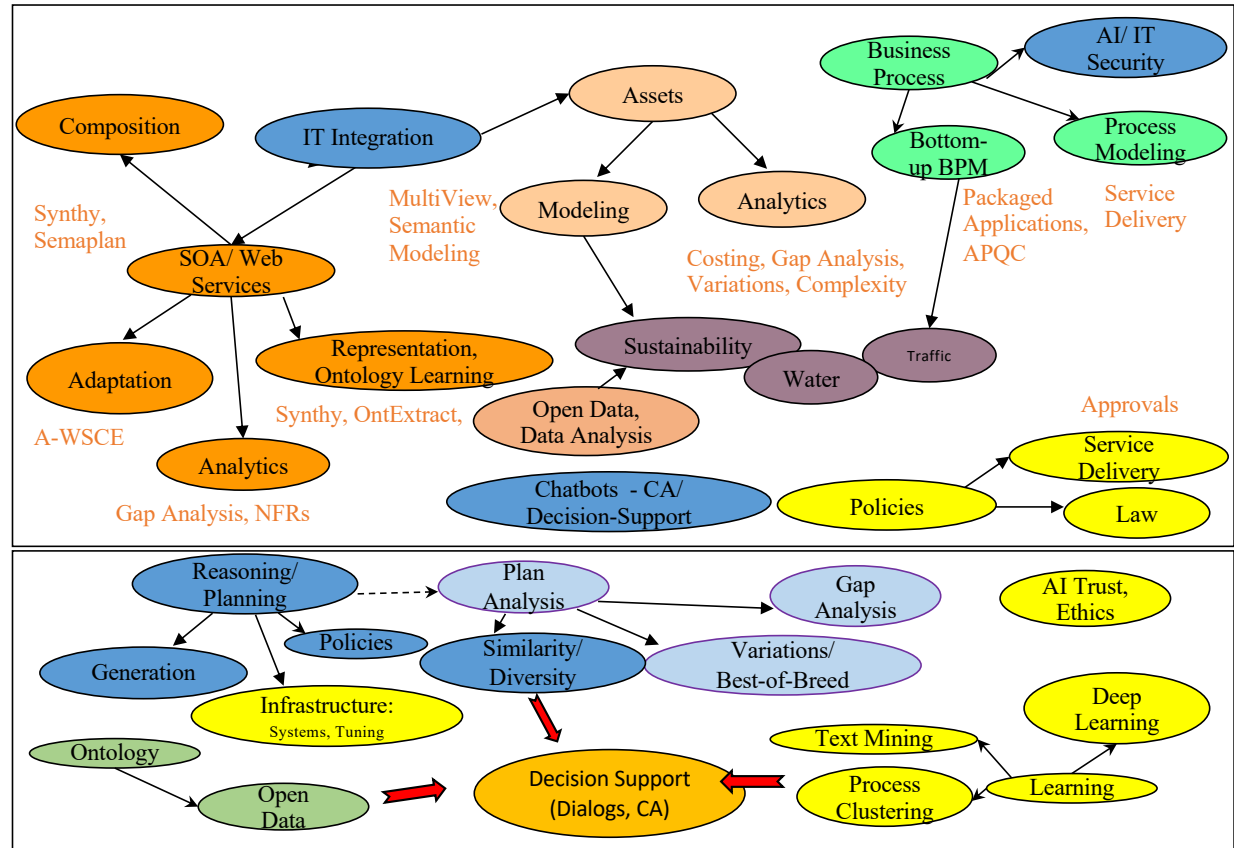 Business
Process
AI/ IT
Security
Assets
Composition
IT Integration
Bottom-
up BPM
Process
Modeling
Synthy,
Semaplan
MultiView,
Semantic
Modeling
Modeling
Analytics
Packaged
Applications,
APQC
Service
Delivery
SOA/ Web
Services
Costing, Gap Analysis,
Variations, Complexity
Adaptation
Representation,
Ontology Learning
Sustainability
Water
Traffic
A-WSCE
Synthy, OntExtract,
Open Data,
Data Analysis
Approvals
Analytics
Service
Delivery
Gap Analysis, NFRs
Chatbots - CA/
Decision-Support
Policies
Law
Reasoning/
Planning
Plan
Analysis
Gap
Analysis
AI Trust,
Ethics
Generation
Policies
Similarity/
Diversity
Variations/
Best-of-Breed
Infrastructure:
Systems, Tuning
Deep
Learning
Ontology
Text Mining
Open
Data
Decision Support
(Dialogs, CA)
Process
Clustering
Learning